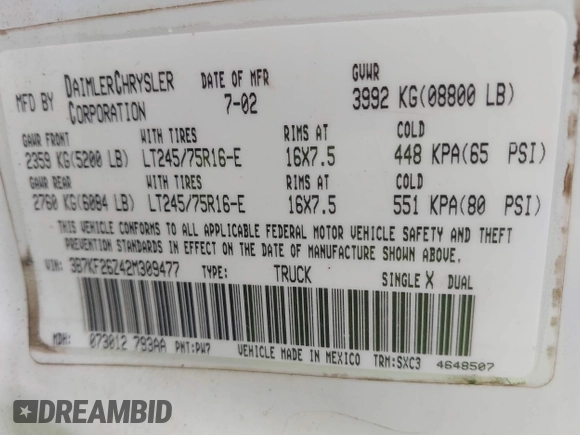 MFD BY DAIMLERCHRYSLER CORPORATION DATE OF MFR 7-02 GVWR 3992 KG(08800 LB)
GAWR FRONT WITH TIRES RIMS AT COLD
2359 KG(5200 LB) LT245/75R16-E 16X7.5 448 KPA(65 PSI)
GAWR REAR WITH TIRES RIMS AT COLD
2760 KG(6084 LB) LT245/75R16-E 16X7.5 551 KPA(80 PSI)
THIS VEHICLE CONFORMS TO ALL APPLICABLE FEDERAL MOTOR VEHICLE SAFETY AND THEFT
PREVENTION STANDARDS IN EFFECT ON THE DATE OF MANUFACTURE SHOWN ABOVE.
VIN: 3B7KF26Z42M309477 TYPE: TRUCK SINGLE X DUAL
MDH: 073012 793AA PNT:PW7 VEHICLE MADE IN MEXICO TRM:SXC3 4648507
DREAMBID